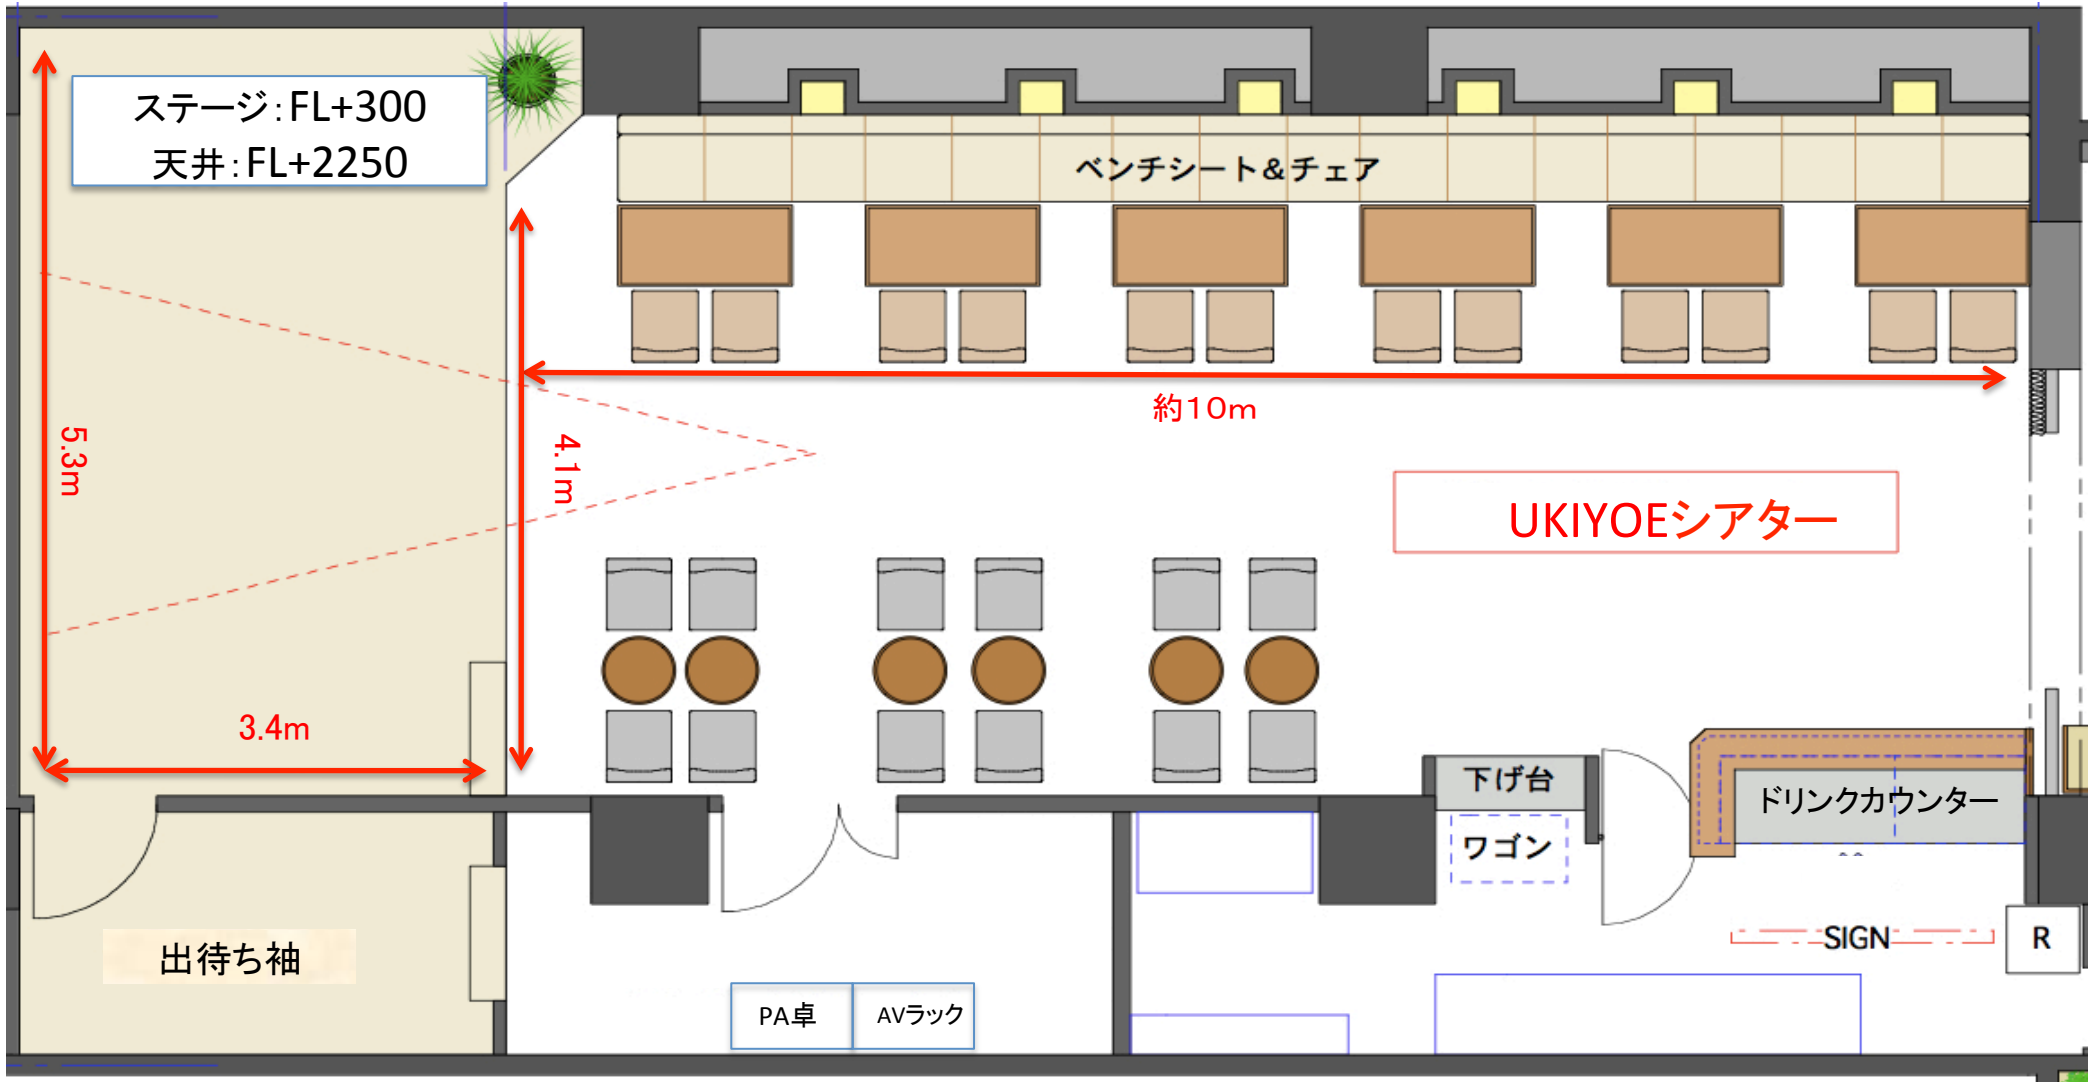 ステージ:FL+300
天井:FL+2250
ベンチシート&チェア
約10m
5.3m
4.1m
UKIYOEシアター
3.4m
下げ台
ドリンクカウンター
ワゴン
出待ち袖
SIGN
R
PA卓
AVラック